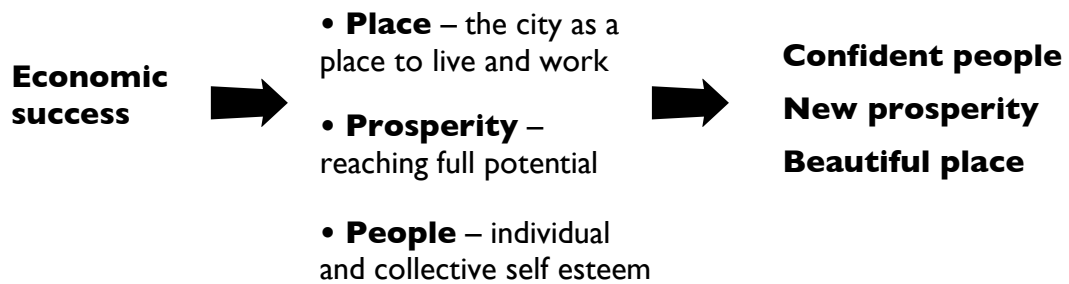 Economic
success
• Place – the city as a
place to live and work
• Prosperity –
reaching full potential
• People – individual
and collective self esteem
Confident people
New prosperity
Beautiful place